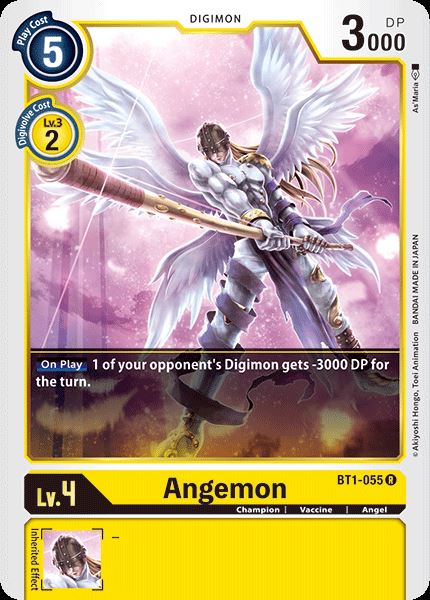 Play Cost
5
DIGIMON
3000
DP
Digivolve Cost
Lv.3
2
As'Maria
©Akiyoshi Hongo, Toei Animation BANDAI MADE IN JAPAN
On Play 1 of your opponent's Digimon gets -3000 DP for
the turn.
Lv.4
Angemon
BT1-055 R
Champion | Vaccine | Angel
Inherited Effect
–